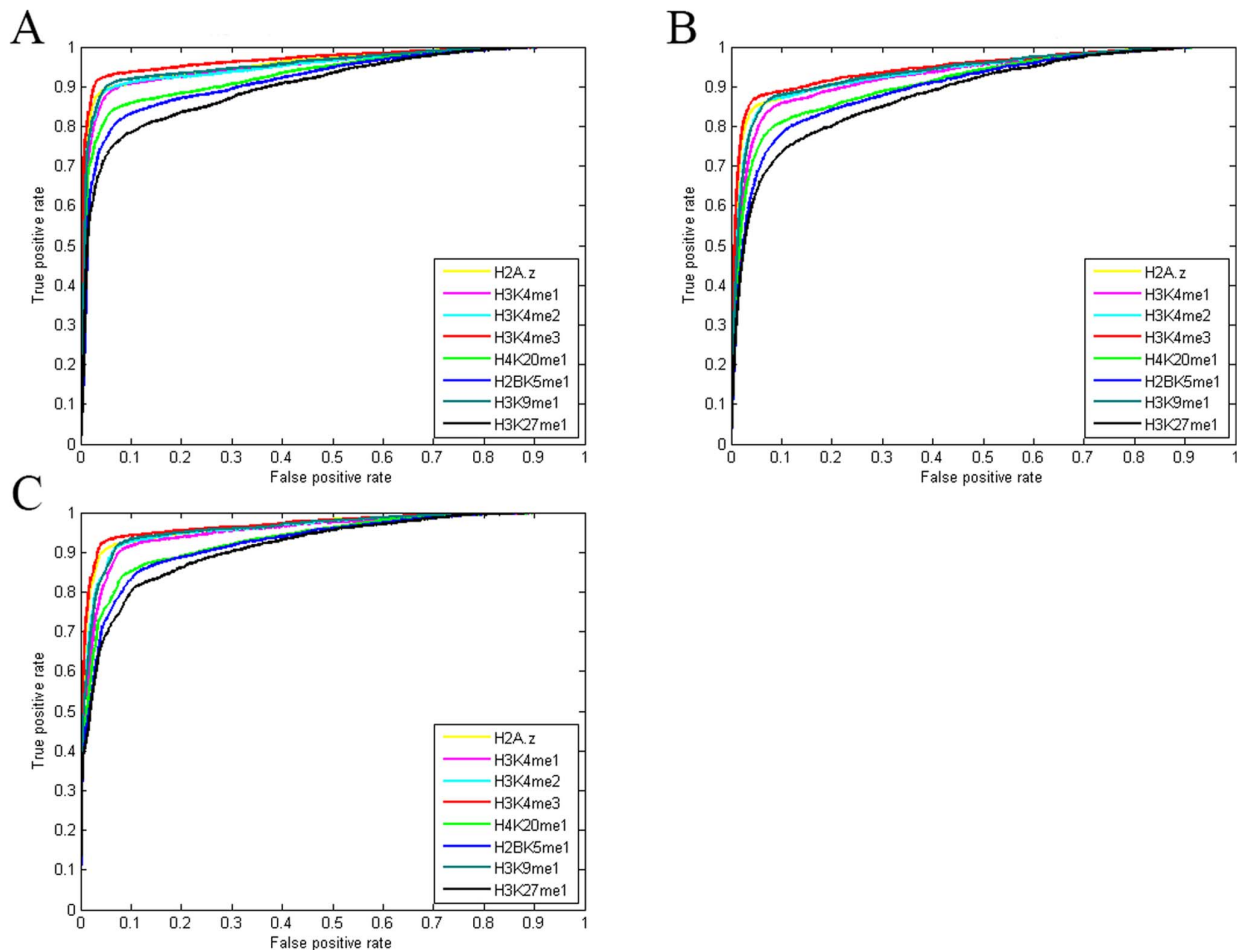 A
1
0.9
0.8
0.7
0.6
0.5
0.4
0.3
0.2
0.1
0
True positive rate
H2A.z
H3K4me1
H3K4me2
H3K4me3
H4K20me1
H2BK5me1
H3K9me1
H3K27me1
0 0.1 0.2 0.3 0.4 0.5 0.6 0.7 0.8 0.9 1
False positive rate
B
1
0.9
0.8
0.7
0.6
0.5
0.4
0.3
0.2
0.1
0
True positive rate
H2A.z
H3K4me1
H3K4me2
H3K4me3
H4K20me1
H2BK5me1
H3K9me1
H3K27me1
0 0.1 0.2 0.3 0.4 0.5 0.6 0.7 0.8 0.9 1
False positive rate
C
1
0.9
0.8
0.7
0.6
0.5
0.4
0.3
0.2
0.1
0
True positive rate
H2A.z
H3K4me1
H3K4me2
H3K4me3
H4K20me1
H2BK5me1
H3K9me1
H3K27me1
0 0.1 0.2 0.3 0.4 0.5 0.6 0.7 0.8 0.9 1
False positive rate